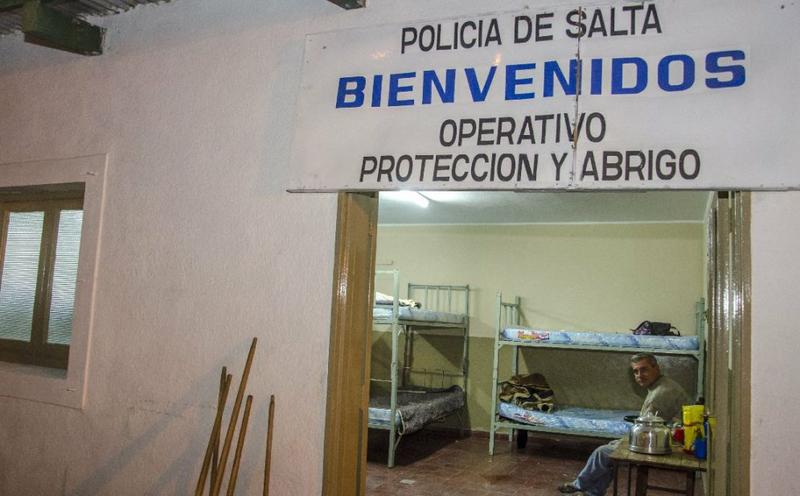 POLICIA DE SALTA
BIENVENIDOS
OPERATIVO
PROTECCION Y ABRIGO